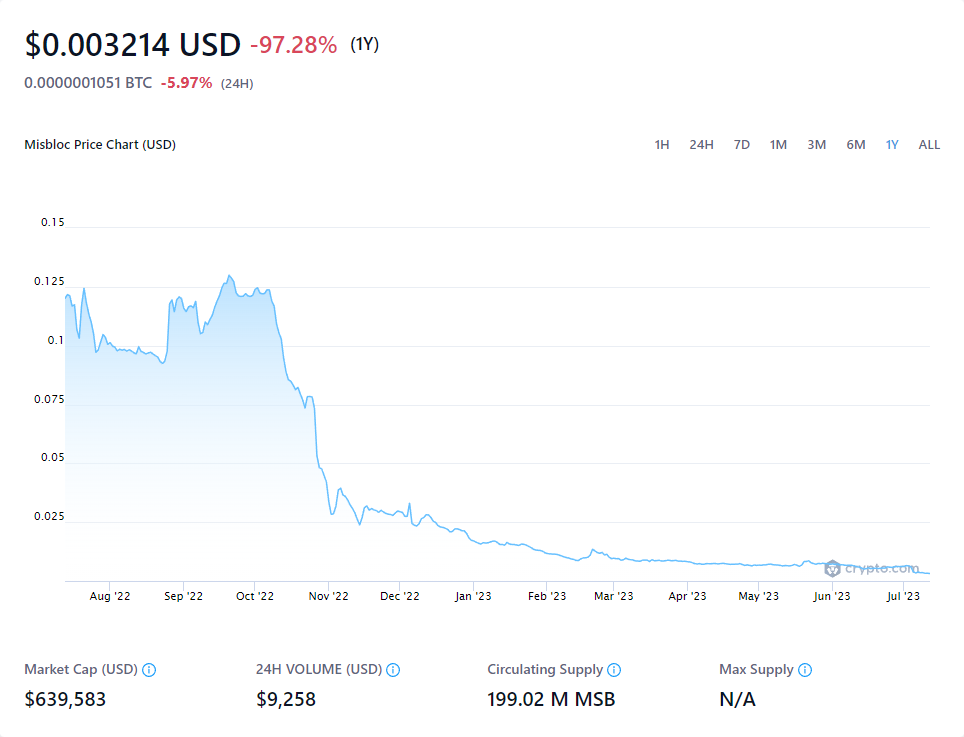 $0.003214 USD -97.28% (1Y)
0.0000001051 BTC -5.97% (24H)
Misbloc Price Chart (USD) 1H 24H 7D 1M 3M 6M 1Y ALL
0.15
0.125
0.1
0.075
0.05
0.025
crypto.com
Aug '22 Sep '22 Oct '22 Nov '22 Dec '22 Jan '23 Feb '23 Mar '23 Apr '23 May '23 Jun '23 Jul '23
Market Cap (USD) 24H VOLUME (USD) Circulating Supply Max Supply
$639,583 $9,258 199.02 M MSB N/A